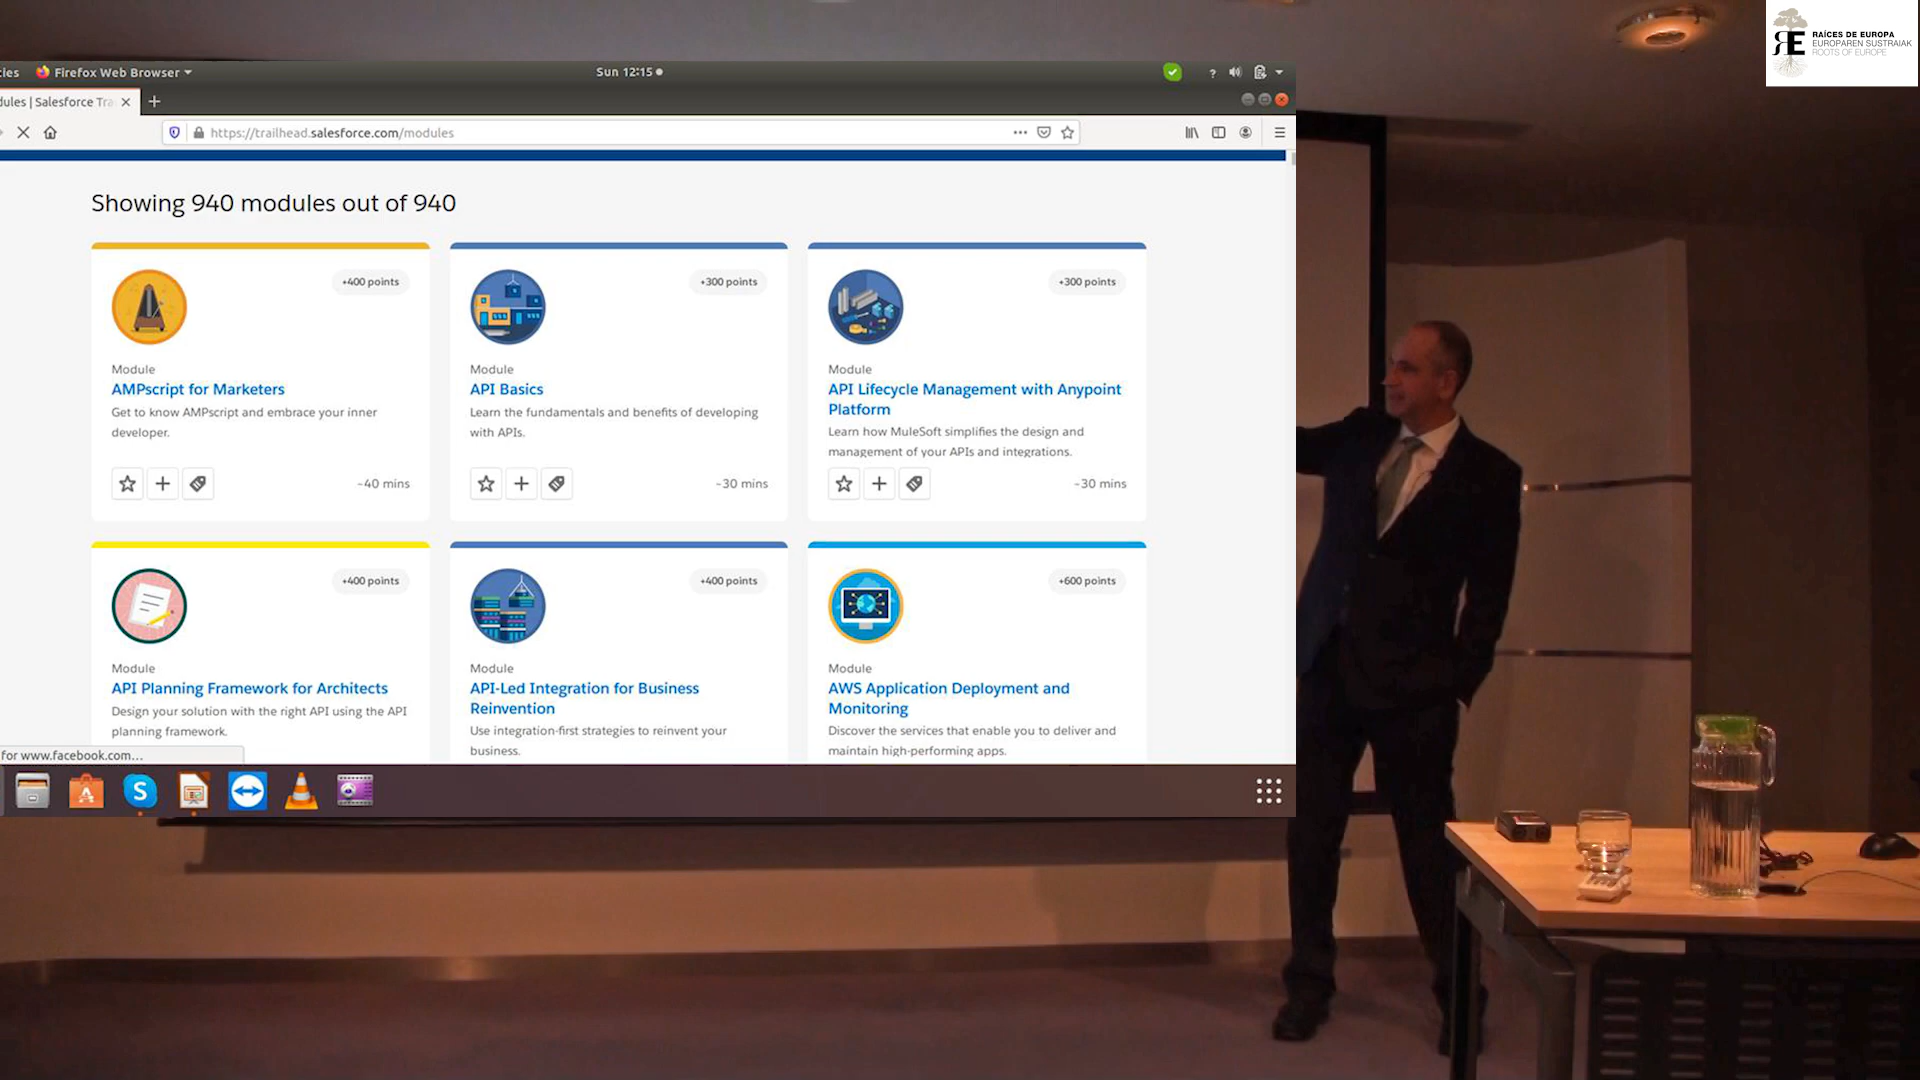 RAÍCES DE EUROPA
EUROPAREN SUSTRAIAK
ROOTS OF EUROPE
ies Firefox Web Browser Sun 12:15
dules | Salesforce Tra
https://trailhead.salesforce.com/modules
Showing 940 modules out of 940
+400 points
Module
AMPscript for Marketers
Get to know AMPscript and embrace your inner
developer.
~40 mins
+300 points
Module
API Basics
Learn the fundamentals and benefits of developing
with APIs.
~30 mins
+300 points
Module
API Lifecycle Management with Anypoint
Platform
Learn how MuleSoft simplifies the design and
management of your APIs and integrations.
~30 mins
+400 points
Module
API Planning Framework for Architects
Design your solution with the right API using the API
planning framework.
+400 points
Module
API-Led Integration for Business
Reinvention
Use integration-first strategies to reinvent your
business.
+600 points
Module
AWS Application Deployment and
Monitoring
Discover the services that enable you to deliver and
maintain high-performing apps.
for www.facebook.com...